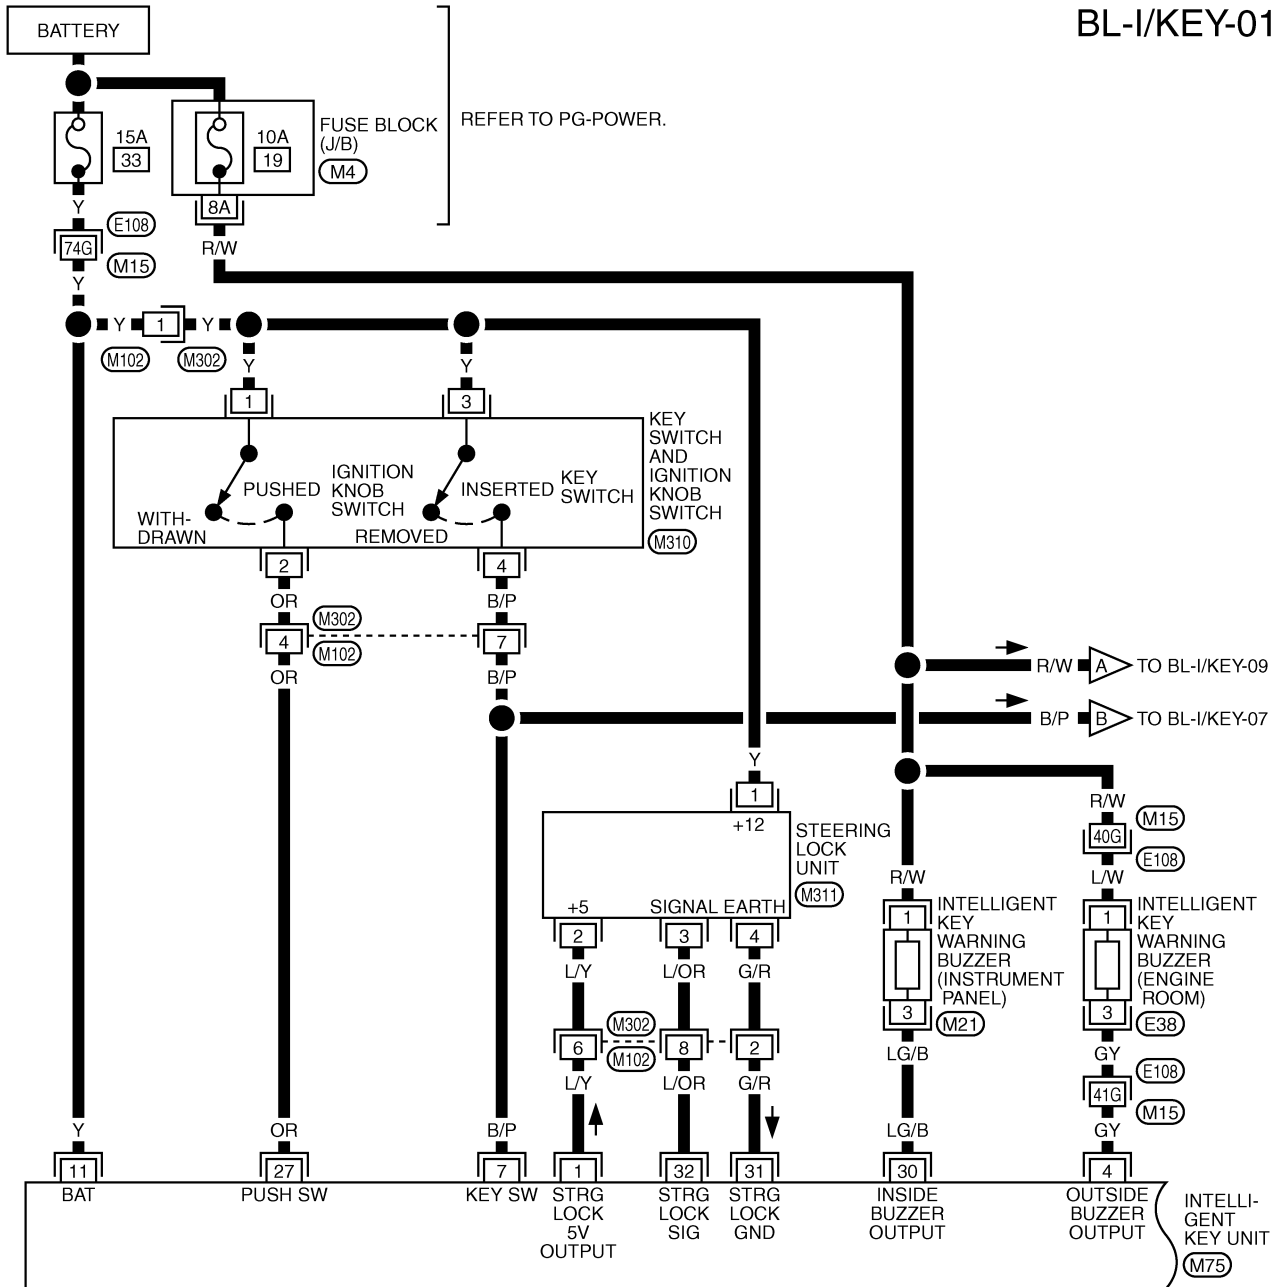 BL-I/KEY-01
BATTERY
15A
33
10A
19
FUSE BLOCK
(J/B)
M4
REFER TO PG-POWER.
8A
Y
E108
74G
M15
Y
R/W
Y
1
Y
M102
M302
Y
Y
1
3
KEY
SWITCH
AND
IGNITION
KNOB
SWITCH
M310
PUSHED
IGNITION
KNOB
SWITCH
INSERTED
KEY
SWITCH
WITH-
DRAWN
REMOVED
2
4
OR
B/P
M302
4
7
M102
OR
B/P
R/W
A
TO BL-I/KEY-09
B/P
B
TO BL-I/KEY-07
Y
1
+12
STEERING
LOCK
UNIT
M311
+5
SIGNAL
EARTH
2
3
4
L/Y
L/OR
G/R
M302
6
8
2
M102
L/Y
L/OR
G/R
R/W
M15
40G
E108
R/W
L/W
1
INTELLIGENT
KEY
WARNING
BUZZER
(INSTRUMENT
PANEL)
3
M21
1
INTELLIGENT
KEY
WARNING
BUZZER
(ENGINE
ROOM)
3
E38
LG/B
GY
E108
41G
M15
Y
OR
B/P
LG/B
GY
11
27
7
1
32
31
30
4
BAT
PUSH SW
KEY SW
STRG
LOCK
5V
OUTPUT
STRG
LOCK
SIG
STRG
LOCK
GND
INSIDE
BUZZER
OUTPUT
OUTSIDE
BUZZER
OUTPUT
INTELLI-
GENT
KEY UNIT
M75